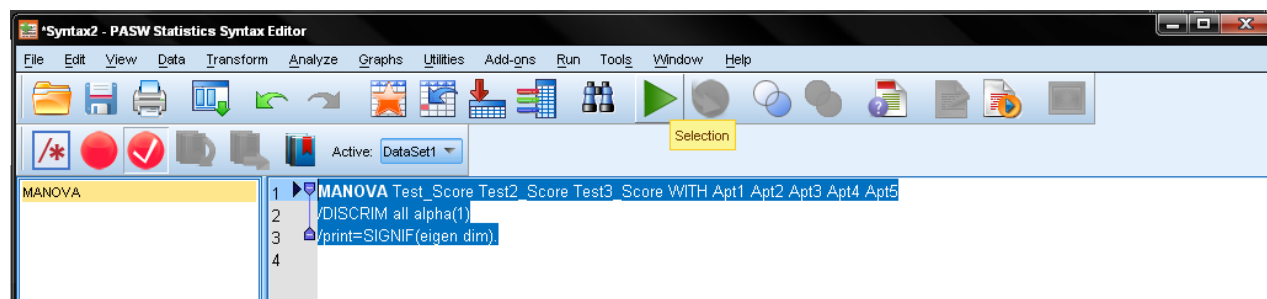 *Syntax2 - PASW Statistics Syntax Editor
File Edit View Data Transform Analyze Graphs Utilities Add-ons Run Tools Window Help
Selection
Active: DataSet1
MANOVA
1 MANOVA Test_Score Test2_Score Test3_Score WITH Apt1 Apt2 Apt3 Apt4 Apt5
2 /DISCRIM all alpha(1)
3 /print=SIGNIF(eigen dim).
4